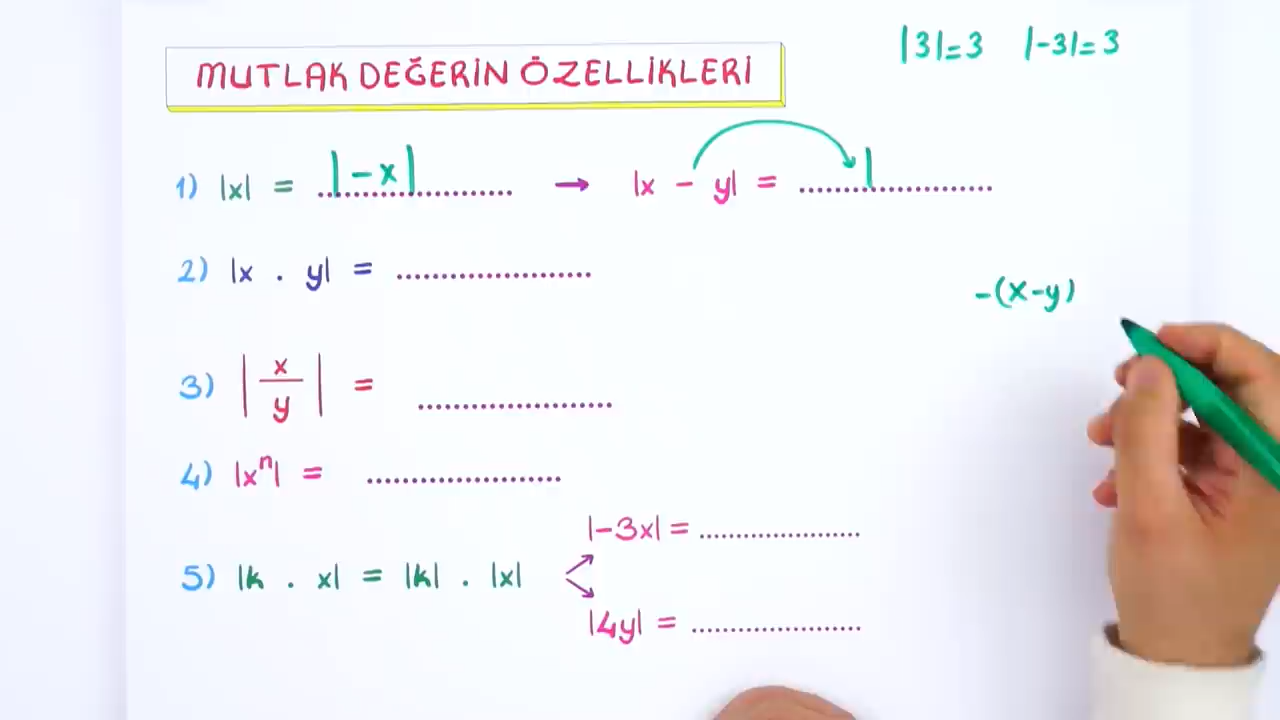 |3|=3 |-3|=3
MUTLAK DEĞERİN ÖZELLİKLERİ
1) |x| = |-x| → |x - y| = |
2) |x . y| = ....................
-(x-y)
3) |x/y| = ....................
4) |xⁿ| = ....................
|-3x| = ....................
5) |k . x| = |k| . |x|
|4y| = ....................